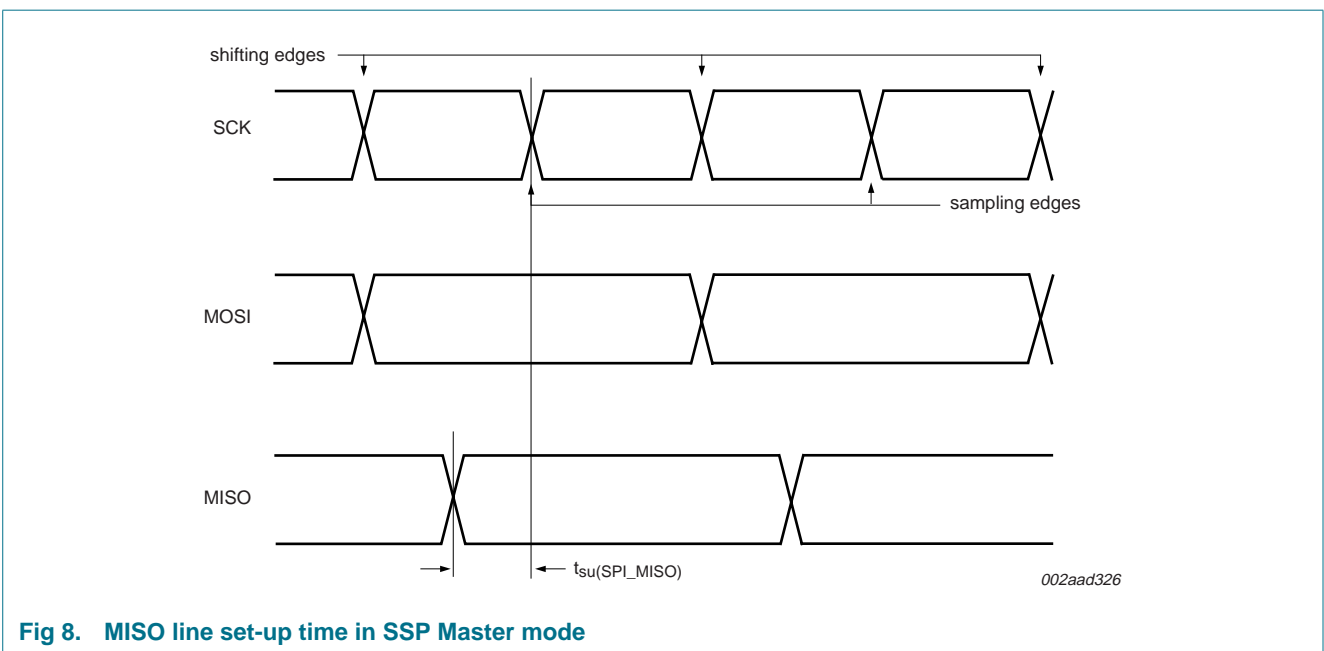 shifting edges
SCK
sampling edges
MOSI
MISO
tsu(SPI_MISO)
002aad326
Fig 8. MISO line set-up time in SSP Master mode